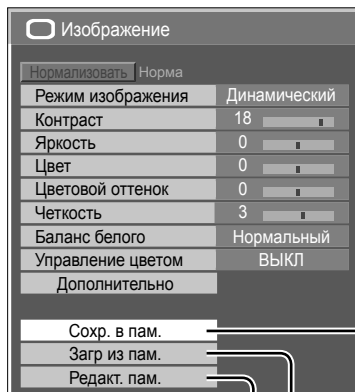 Изображение
Нормализовать Норма
Режим изображения Динамический
Контраст 18
Яркость 0
Цвет 0
Цветовой оттенок 0
Четкость 3
Баланс белого Нормальный
Управление цветом ВЫКЛ
Дополнительно
Сохр. в пам.
Загр из пам.
Редакт. пам.